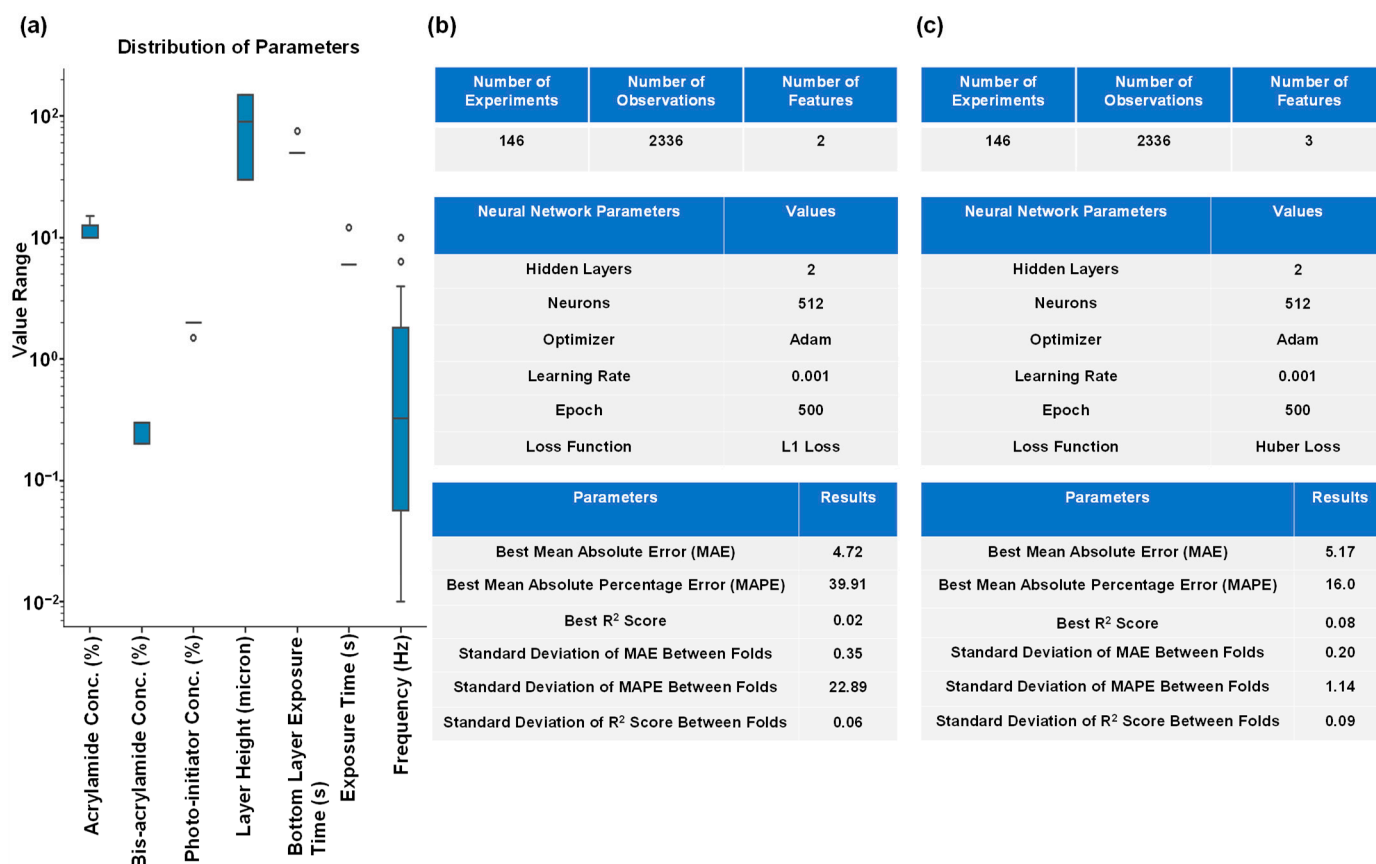 (a)
Distribution of Parameters
Value Range
10²
10¹
10⁰
10⁻¹
10⁻²
Acrylamide Conc. (%)
Bis-acrylamide Conc. (%)
Photo-initiator Conc. (%)
Layer Height (micron)
Bottom Layer Exposure
Time (s)
Exposure Time (s)
Frequency (Hz)
(b)
Number of Experiments Number of Observations Number of Features
146 2336 2
Neural Network Parameters Values
Hidden Layers 2
Neurons 512
Optimizer Adam
Learning Rate 0.001
Epoch 500
Loss Function L1 Loss
Parameters Results
Best Mean Absolute Error (MAE) 4.72
Best Mean Absolute Percentage Error (MAPE) 39.91
Best R² Score 0.02
Standard Deviation of MAE Between Folds 0.35
Standard Deviation of MAPE Between Folds 22.89
Standard Deviation of R² Score Between Folds 0.06
(c)
Number of Experiments Number of Observations Number of Features
146 2336 3
Neural Network Parameters Values
Hidden Layers 2
Neurons 512
Optimizer Adam
Learning Rate 0.001
Epoch 500
Loss Function Huber Loss
Parameters Results
Best Mean Absolute Error (MAE) 5.17
Best Mean Absolute Percentage Error (MAPE) 16.0
Best R² Score 0.08
Standard Deviation of MAE Between Folds 0.20
Standard Deviation of MAPE Between Folds 1.14
Standard Deviation of R² Score Between Folds 0.09